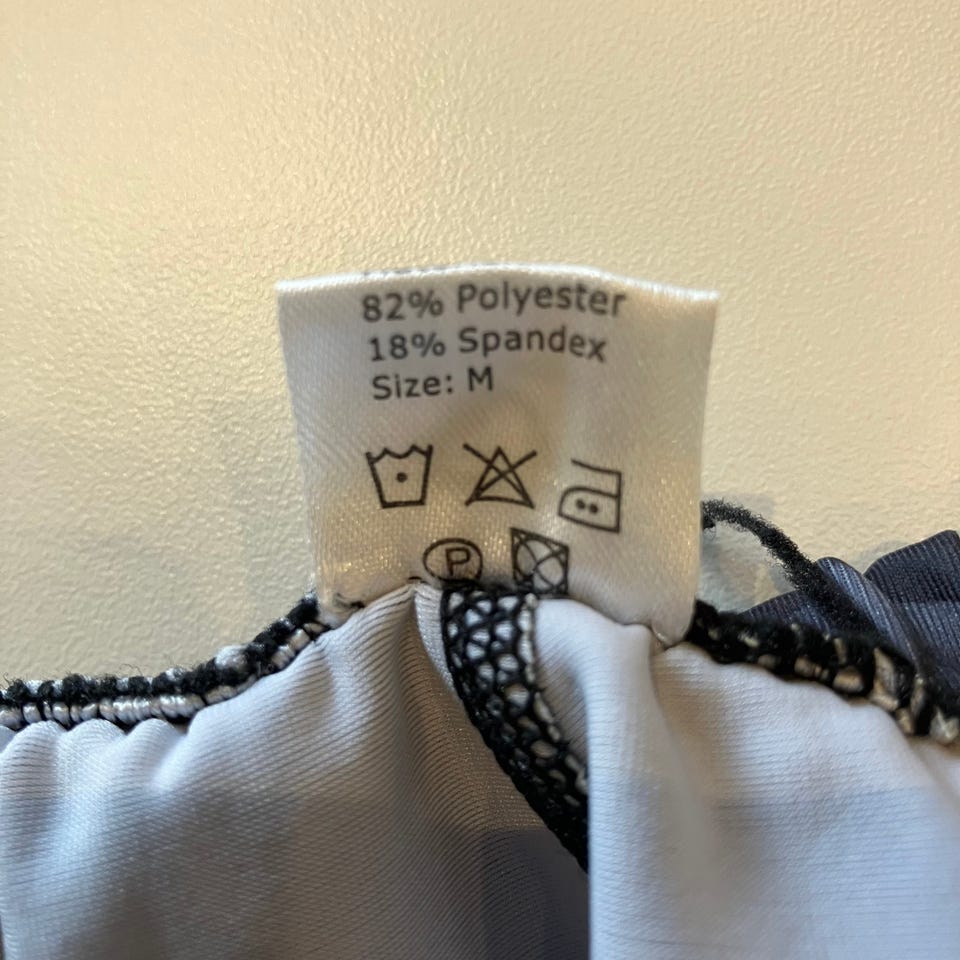 82% Polyester
18% Spandex
Size: M
P